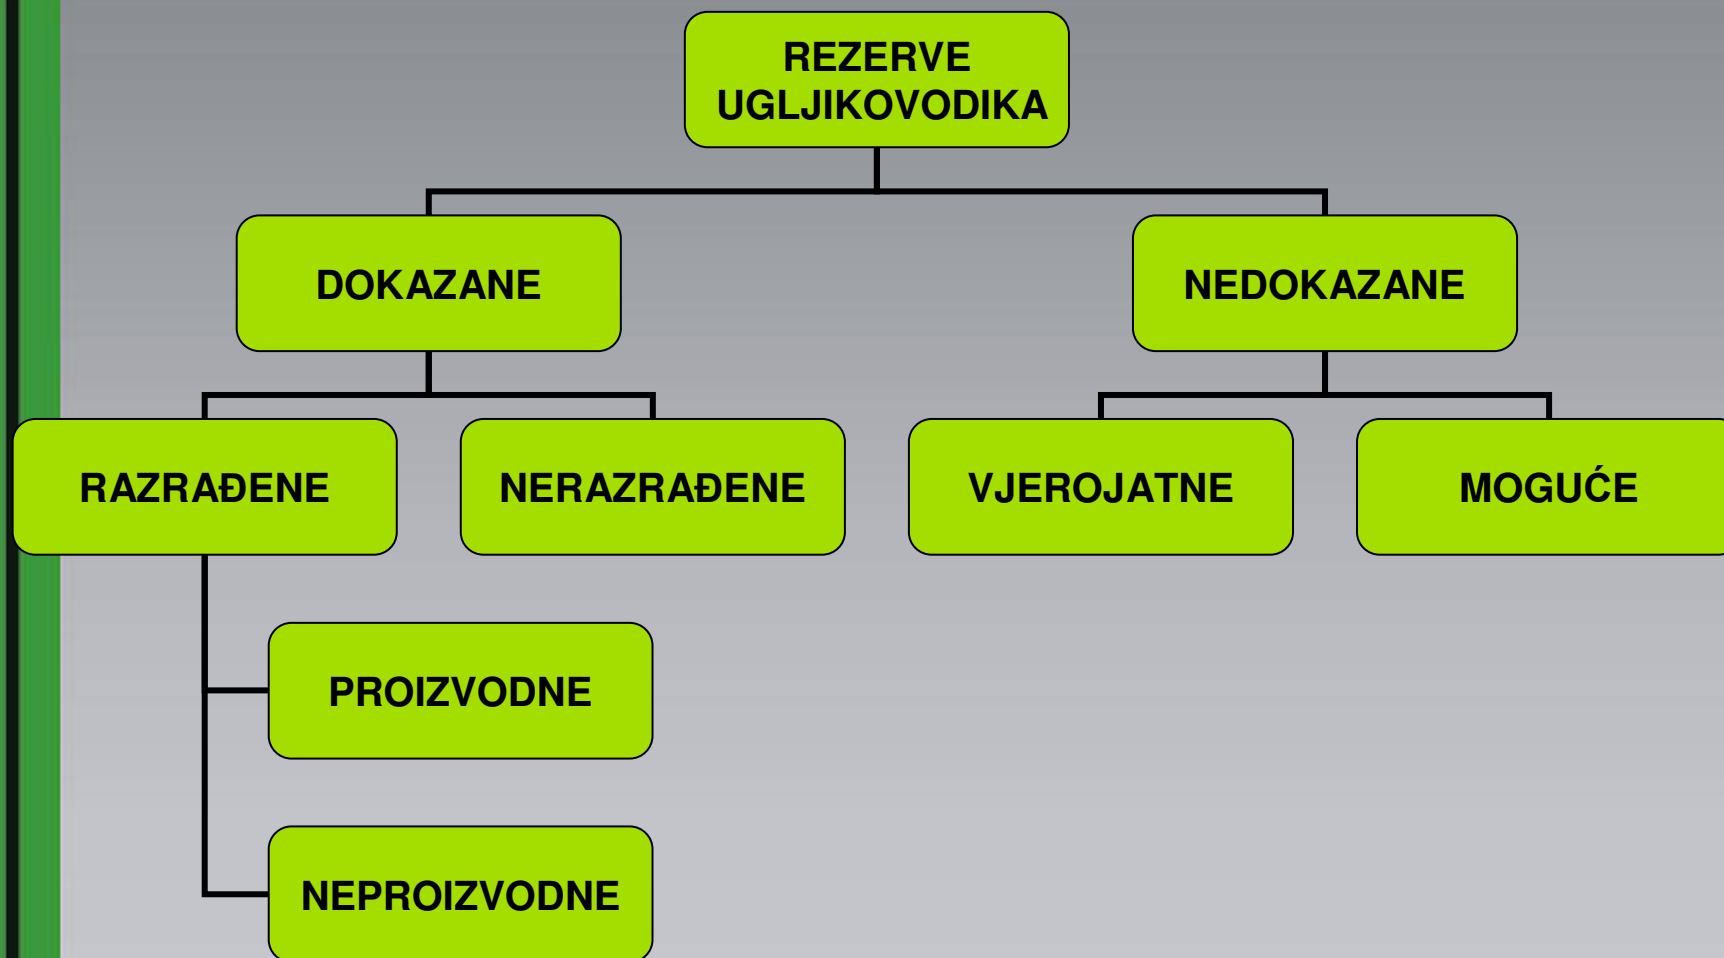 REZERVE
UGLJIKOVODIKA
DOKAZANE
NEDOKAZANE
RAZRAĐENE
NERAZRAĐENE
VJEROJATNE
MOGUĆE
PROIZVODNE
NEPROIZVODNE